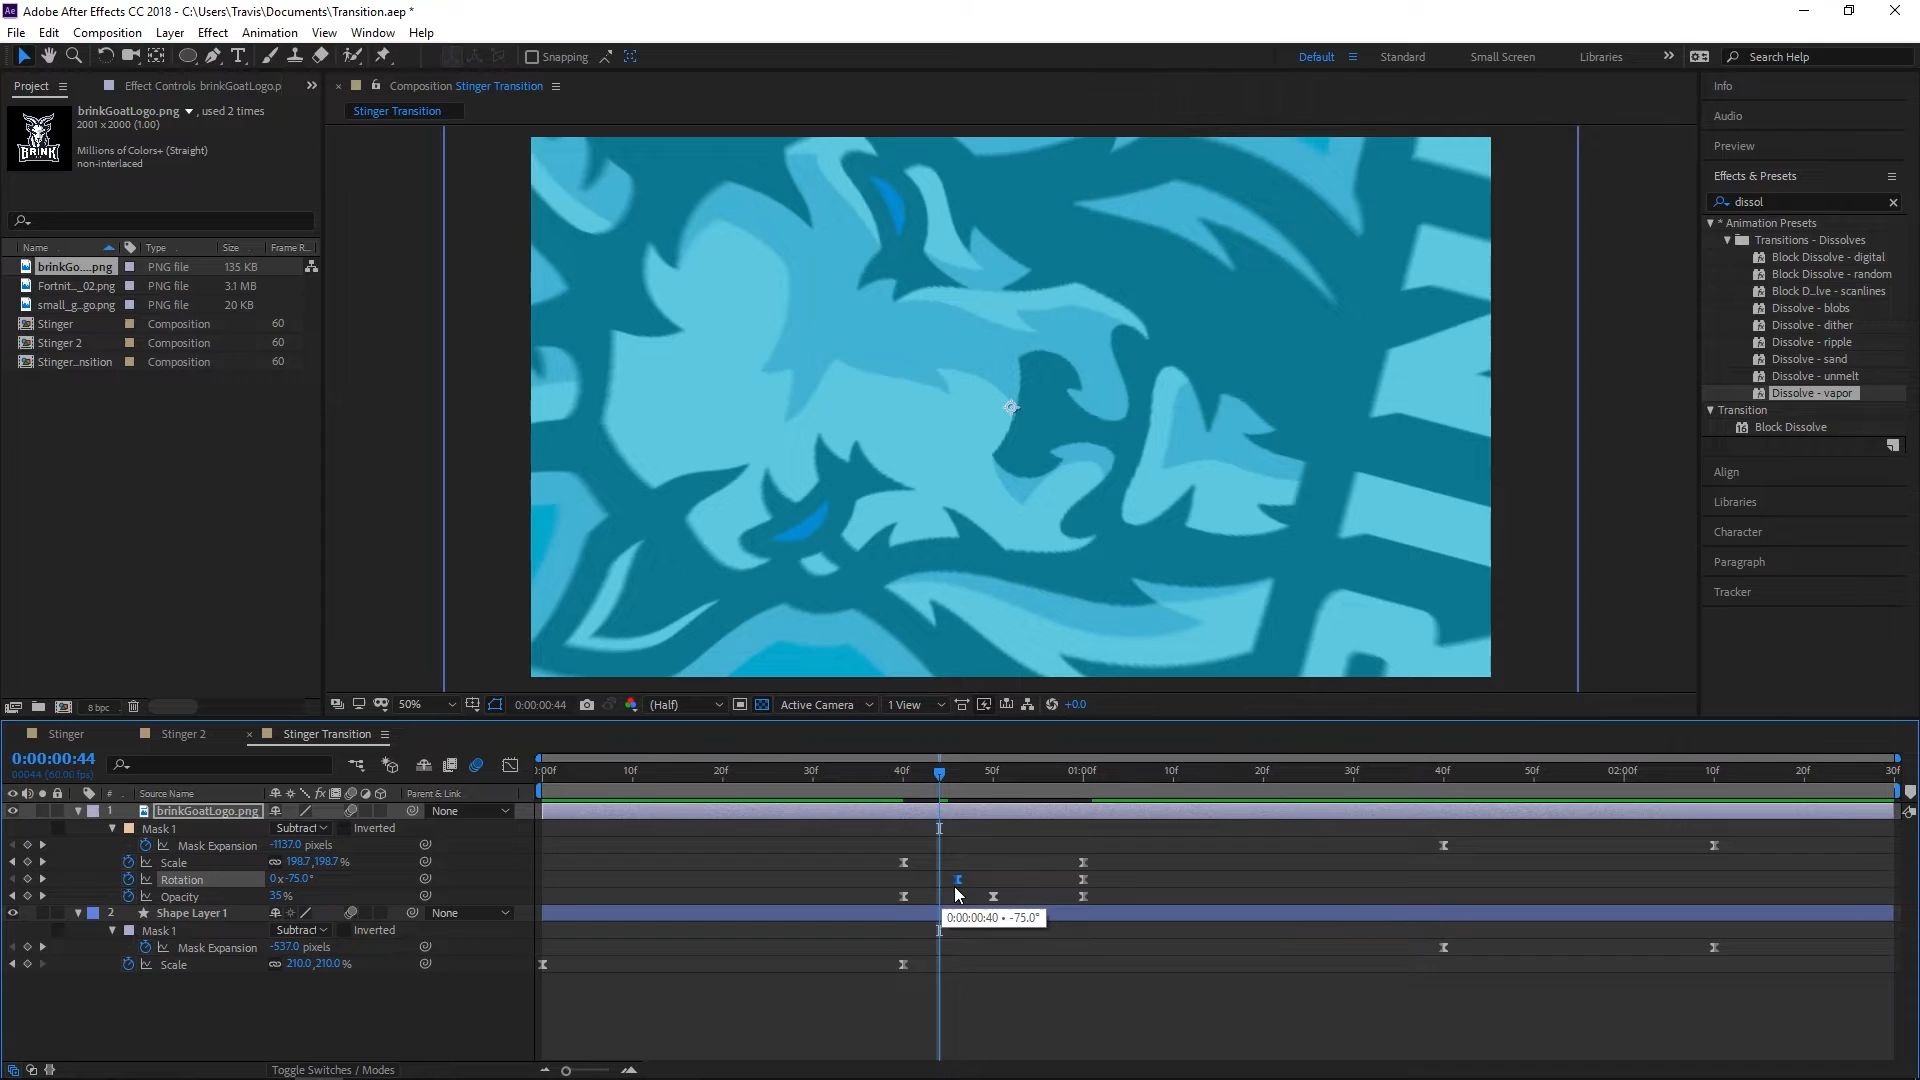 Adobe After Effects CC 2018 - C:\Users\Travis\Documents\Transition.aep *
File Edit Composition Layer Effect Animation View Window Help
Snapping Default Standard Small Screen Libraries Search Help
Project Effect Controls brinkGoatLogo.p
brinkGoatLogo.png , used 2 times
2001 x 2000 (1.00)
Millions of Colors+ (Straight)
non-interlaced
BRINK
Name Type Size Frame R...
brinkGo....png PNG file 135 KB
Fortnit..._02.png PNG file 3.1 MB
small_g...go.png PNG file 20 KB
Stinger Composition 60
Stinger 2 Composition 60
Stinger...nsition Composition 60
8 bpc
Composition Stinger Transition
Stinger Transition
50% 0:00:00:44 (Half) Active Camera 1 View +0.0
Info
Audio
Preview
Effects & Presets
dissol
* Animation Presets
Transitions - Dissolves
Block Dissolve - digital
Block Dissolve - random
Block D...lve - scanlines
Dissolve - blobs
Dissolve - dither
Dissolve - ripple
Dissolve - sand
Dissolve - unmelt
Dissolve - vapor
Transition
Block Dissolve
Align
Libraries
Character
Paragraph
Tracker
Stinger Stinger 2 Stinger Transition
0:00:00:44
00044 (60.00 fps)
:00f 10f 20f 30f 40f 50f 01:00f 10f 20f 30f 40f 50f 02:00f 10f 20f 30f
# Source Name Parent & Link
1 brinkGoatLogo.png None
Mask 1 Subtract Inverted
Mask Expansion -1137.0 pixels
Scale 198.7,198.7 %
Rotation 0x-75.0°
Opacity 35 %
0:00:00:40 • -75.0°
2 Shape Layer 1 None
Mask 1 Subtract Inverted
Mask Expansion -537.0 pixels
Scale 210.0,210.0 %
Toggle Switches / Modes